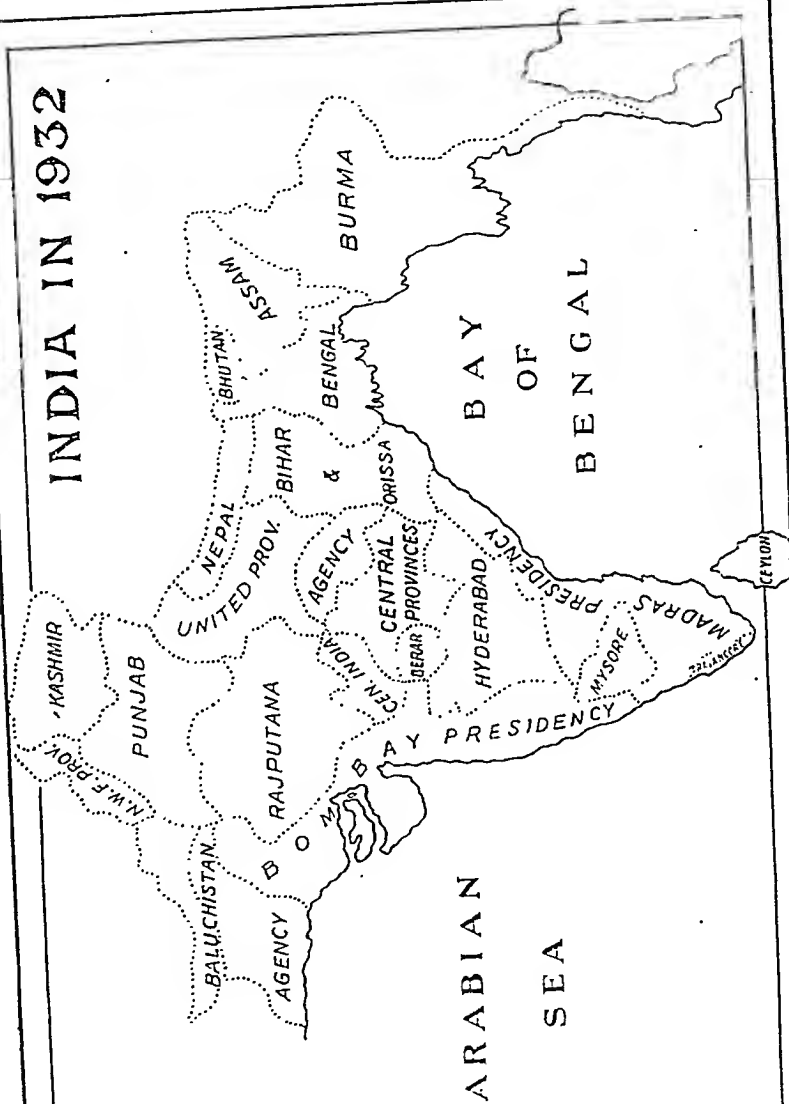 INDIA IN 1932
KASHMIR
N.W.F. PROV.
PUNJAB
BALUCHISTAN
AGENCY
RAJPUTANA
UNITED PROV.
NEPAL
BHUTAN
ASSAM
BIHAR
&
ORISSA
BENGAL
BURMA
CEN INDIA
AGENCY
CENTRAL
PROVINCES
BERAR
HYDERABAD
BOMBAY PRESIDENCY
MADRAS PRESIDENCY
MYSORE
CEYLON
ARABIAN
SEA
BAY
OF
BENGAL